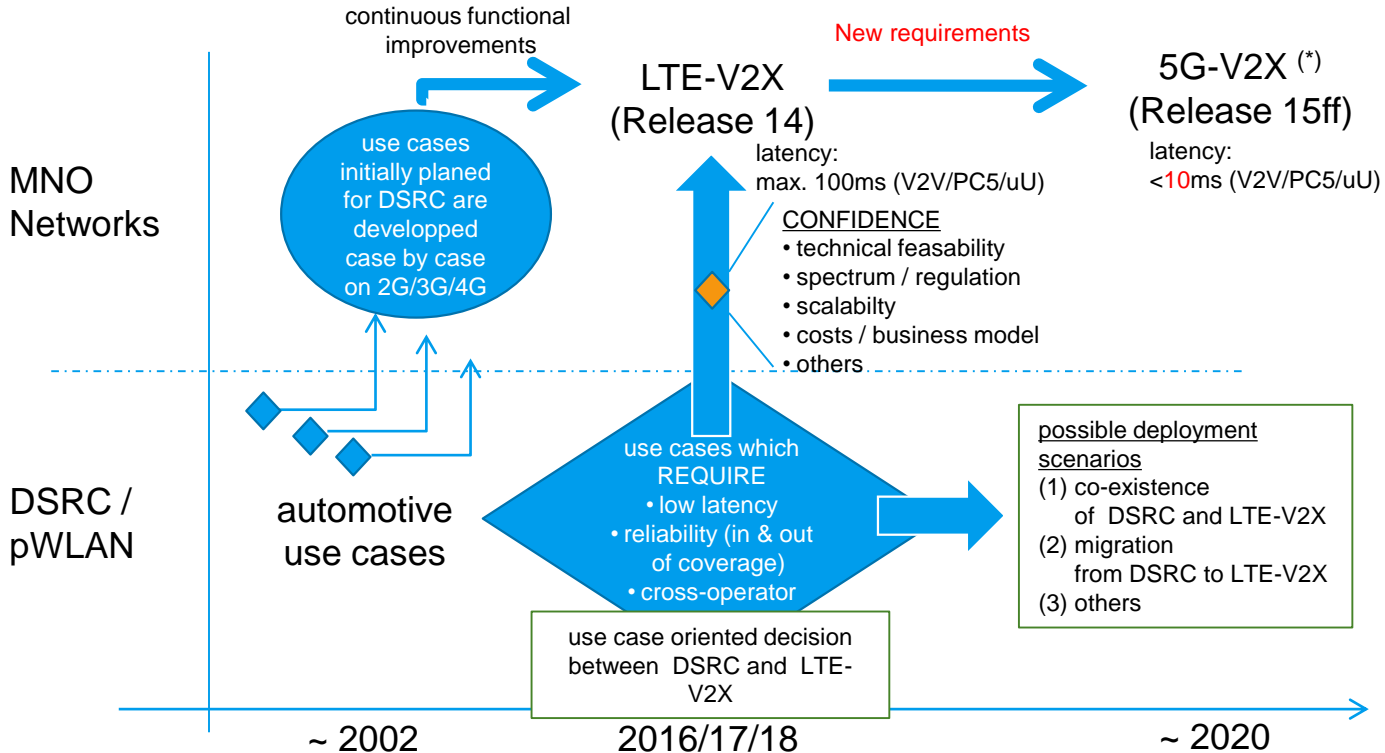 continuous functional
improvements
New requirements
LTE-V2X
(Release 14)
5G-V2X (*)
(Release 15ff)
MNO
Networks
use cases
initially planed
for DSRC are
developped
case by case
on 2G/3G/4G
latency:
max. 100ms (V2V/PC5/uU)
latency:
<10ms (V2V/PC5/uU)
CONFIDENCE
• technical feasability
• spectrum / regulation
• scalabilty
• costs / business model
• others
DSRC /
pWLAN
automotive
use cases
use cases which
REQUIRE
• low latency
• reliability (in & out
of coverage)
• cross-operator
use case oriented decision
between DSRC and LTE-
V2X
possible deployment
scenarios
(1) co-existence
of DSRC and LTE-V2X
(2) migration
from DSRC to LTE-V2X
(3) others
~ 2002
2016/17/18
~ 2020